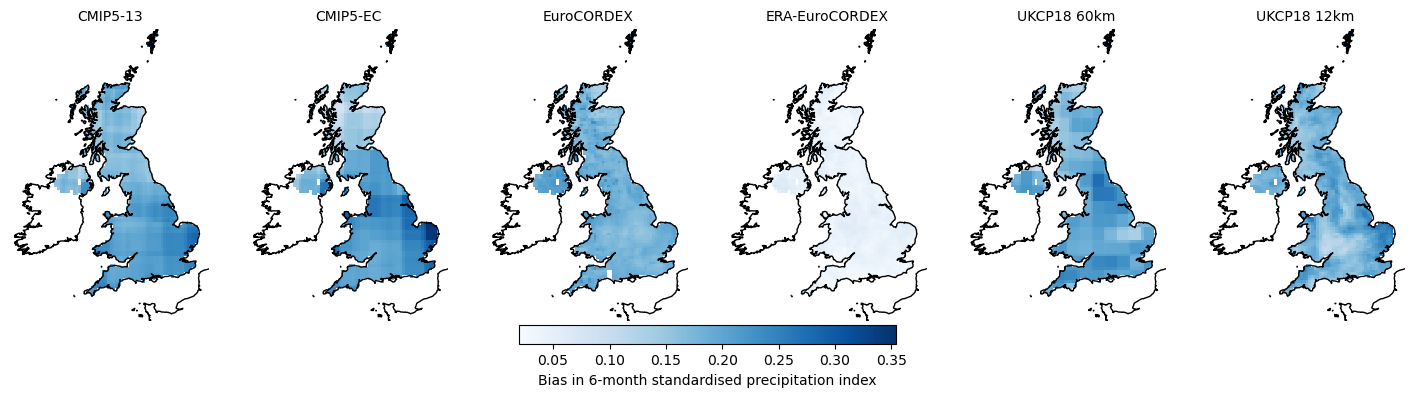 CMIP5-13 CMIP5-EC EuroCORDEX ERA-EuroCORDEX UKCP18 60km UKCP18 12km
0.05 0.10 0.15 0.20 0.25 0.30 0.35
Bias in 6-month standardised precipitation index